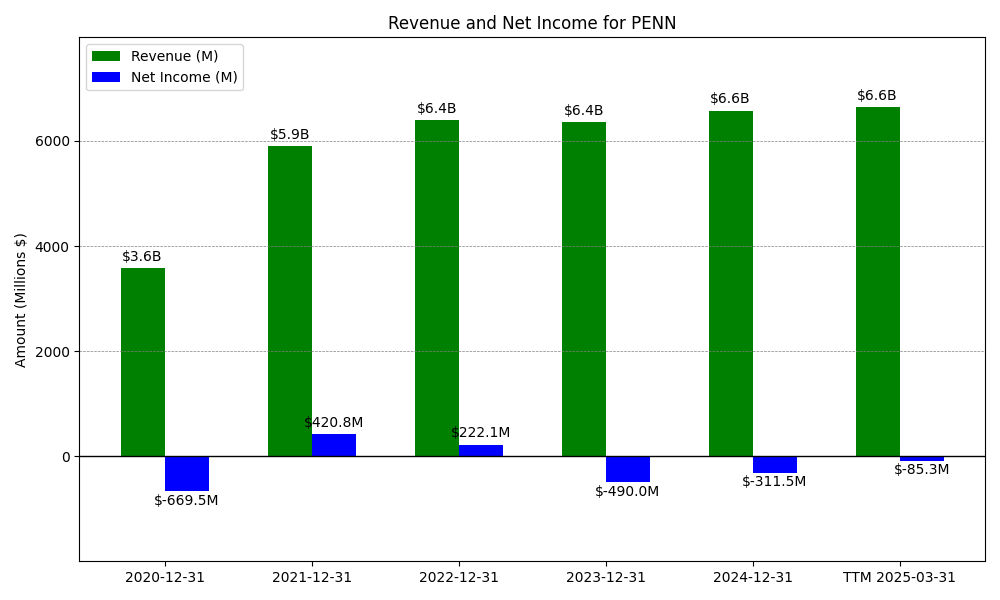 Revenue and Net Income for PENN
Revenue (M)
Net Income (M)
Amount (Millions $)
6000
4000
2000
0
$3.6B
$5.9B
$6.4B
$6.4B
$6.6B
$6.6B
$-669.5M
$420.8M
$222.1M
$-490.0M
$-311.5M
$-85.3M
2020-12-31
2021-12-31
2022-12-31
2023-12-31
2024-12-31
TTM 2025-03-31